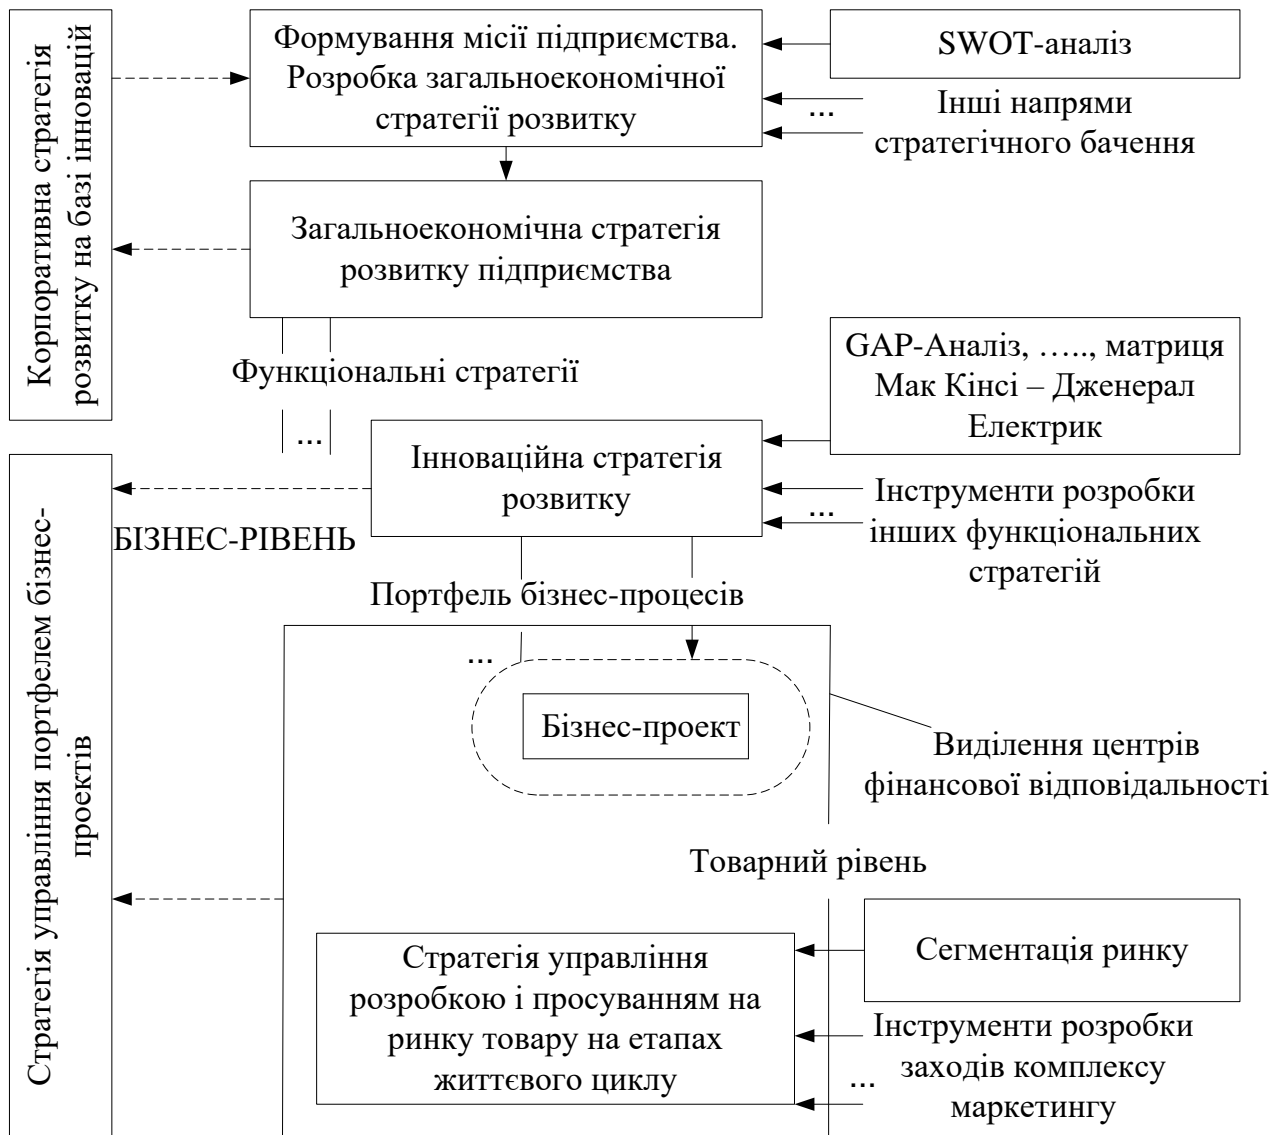 Корпоративна стратегія
розвитку на базі інновацій
Формування місії підприємства.
Розробка загальноекономічної
стратегії розвитку
SWOT-аналіз
...
Інші напрями
стратегічного бачення
Загальноекономічна стратегія
розвитку підприємства
Функціональні стратегії
...
GAP-Аналіз, ….., матриця
Мак Кінсі – Дженерал
Електрик
Інноваційна стратегія
розвитку
...
Інструменти розробки
інших функціональних
стратегій
Стратегія управління портфелем бізнес-
проектів
БІЗНЕС-РІВЕНЬ
Портфель бізнес-процесів
...
Бізнес-проект
Виділення центрів
фінансової відповідальності
Товарний рівень
Стратегія управління
розробкою і просуванням на
ринку товару на етапах
життєвого циклу
Сегментація ринку
Інструменти розробки
заходів комплексу
маркетингу
...